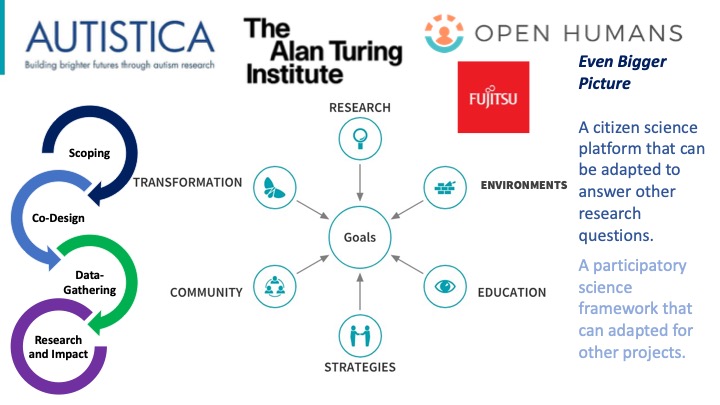 AUTISTICA
Building brighter futures through autism research
The
Alan Turing
Institute
OPEN HUMANS
FUJITSU
Even Bigger
Picture
A citizen science
platform that can
be adapted to
answer other
research
questions.
A participatory
science
framework that
can adapted for
other projects.
Scoping
Co-Design
Data-
Gathering
Research
and Impact
RESEARCH
TRANSFORMATION
ENVIRONMENTS
Goals
COMMUNITY
EDUCATION
STRATEGIES